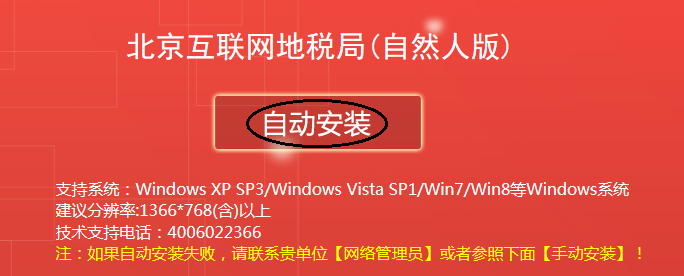 北京互联网地税局(自然人版)
自动安装
支持系统：Windows XP SP3/Windows Vista SP1/Win7/Win8等Windows系统
建议分辨率:1366*768(含)以上
技术支持电话：4006022366
注：如果自动安装失败，请联系贵单位【网络管理员】或者参照下面【手动安装】！